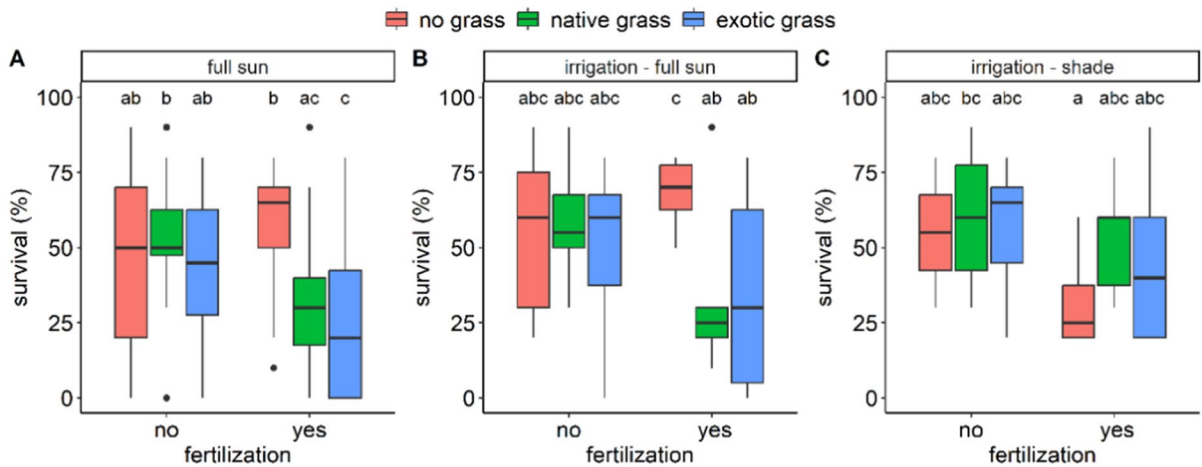 no grass native grass exotic grass
A B C
full sun irrigation - full sun irrigation - shade
100 ab b ab b ac c 100 abc abc abc c ab ab 100 abc bc abc a abc abc
75 75 75
survival (%) survival (%) survival (%)
50 50 50
25 25 25
0 0 0
no yes no yes no yes
fertilization fertilization fertilization